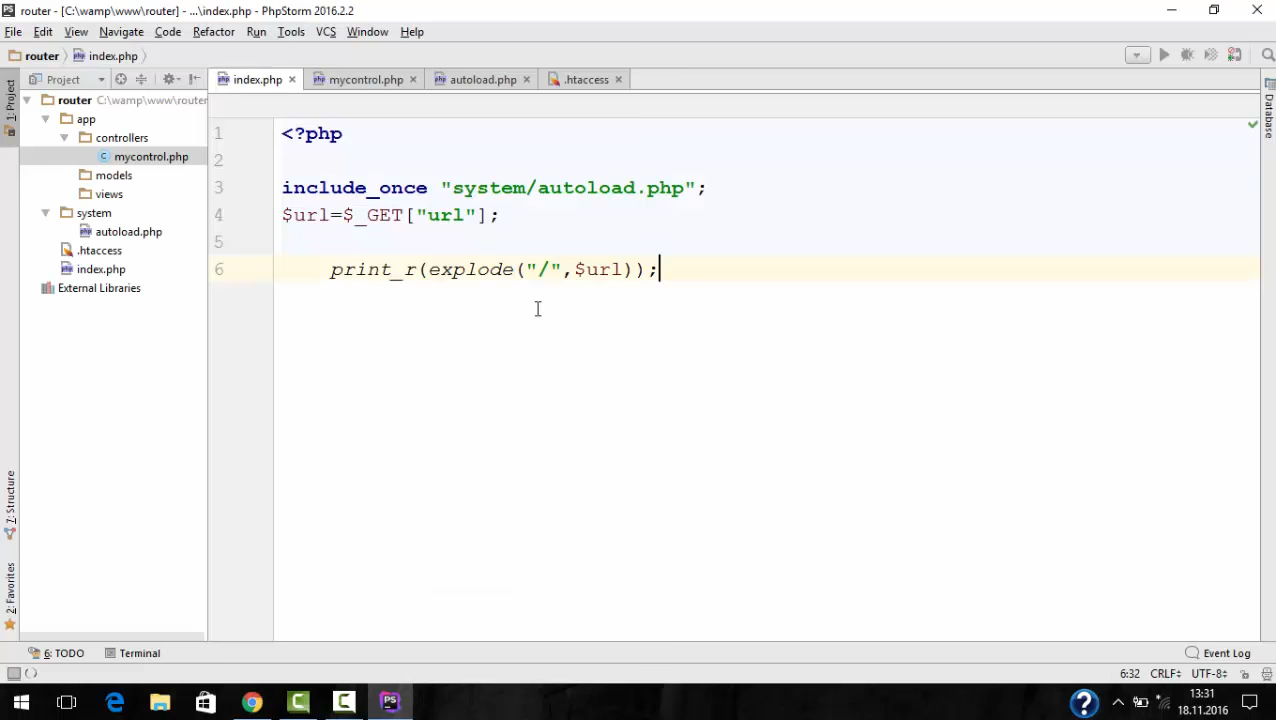 router - [C:\wamp\www\router] - ...\index.php - PhpStorm 2016.2.2
File Edit View Navigate Code Refactor Run Tools VCS Window Help
router index.php
Project
index.php mycontrol.php autoload.php .htaccess
1: Project
Database
router C:\wamp\www\router
app
controllers
mycontrol.php
models
views
system
autoload.php
.htaccess
index.php
External Libraries
1 <?php
2
3 include_once "system/autoload.php";
4 $url=$_GET["url"];
5
6 print_r(explode("/",$url));
7: Structure
2: Favorites
6: TODO Terminal Event Log
6:32 CRLF UTF-8
13:31
18.11.2016